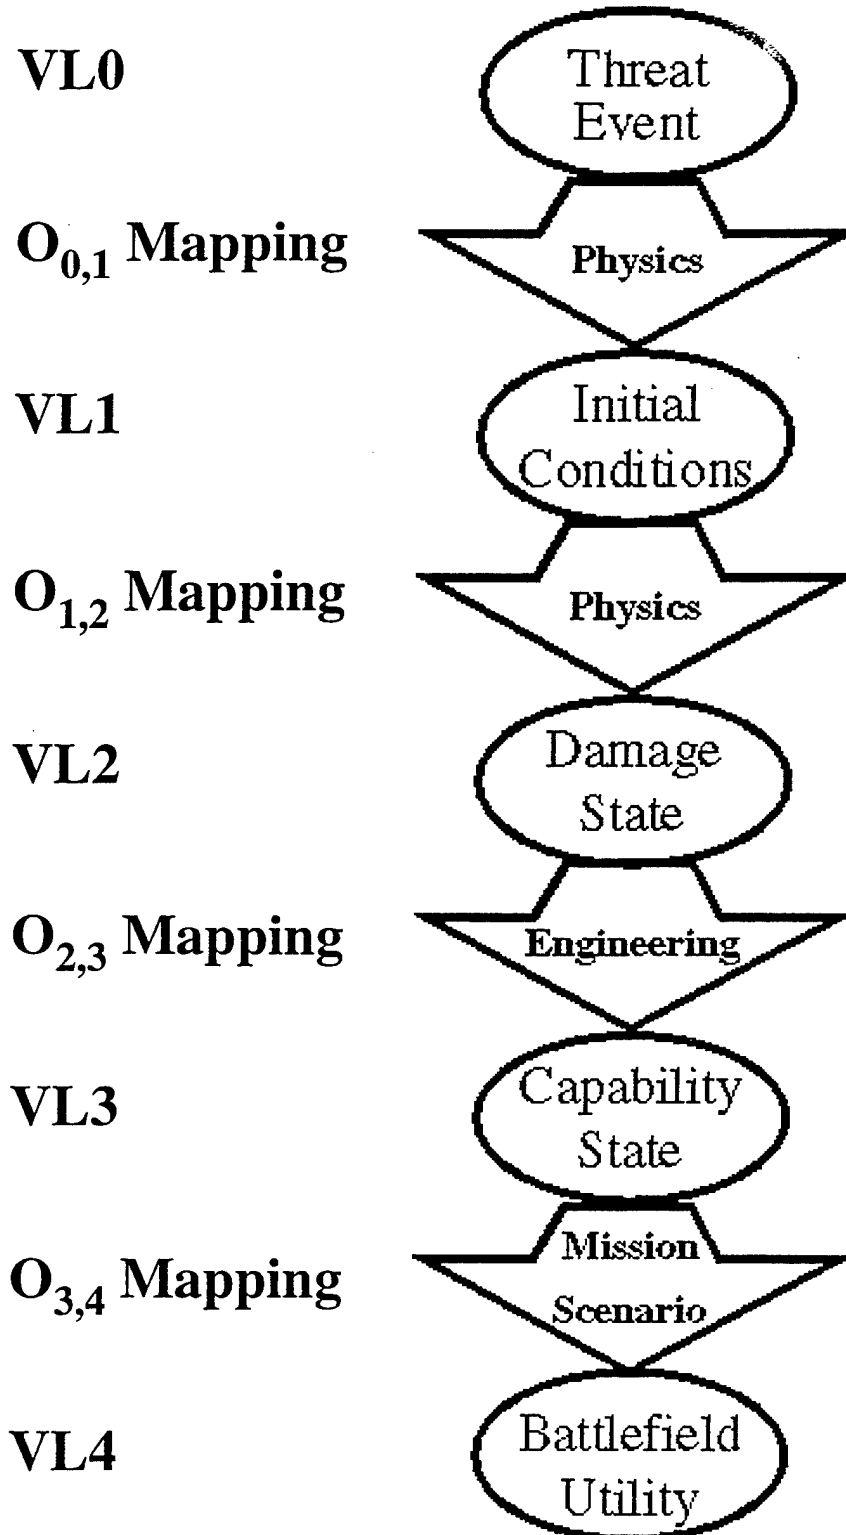 VL0
Threat
Event
O0,1 Mapping
Physics
VL1
Initial
Conditions
O1,2 Mapping
Physics
VL2
Damage
State
O2,3 Mapping
Engineering
VL3
Capability
State
O3,4 Mapping
Mission
Scenario
VL4
Battlefield
Utility